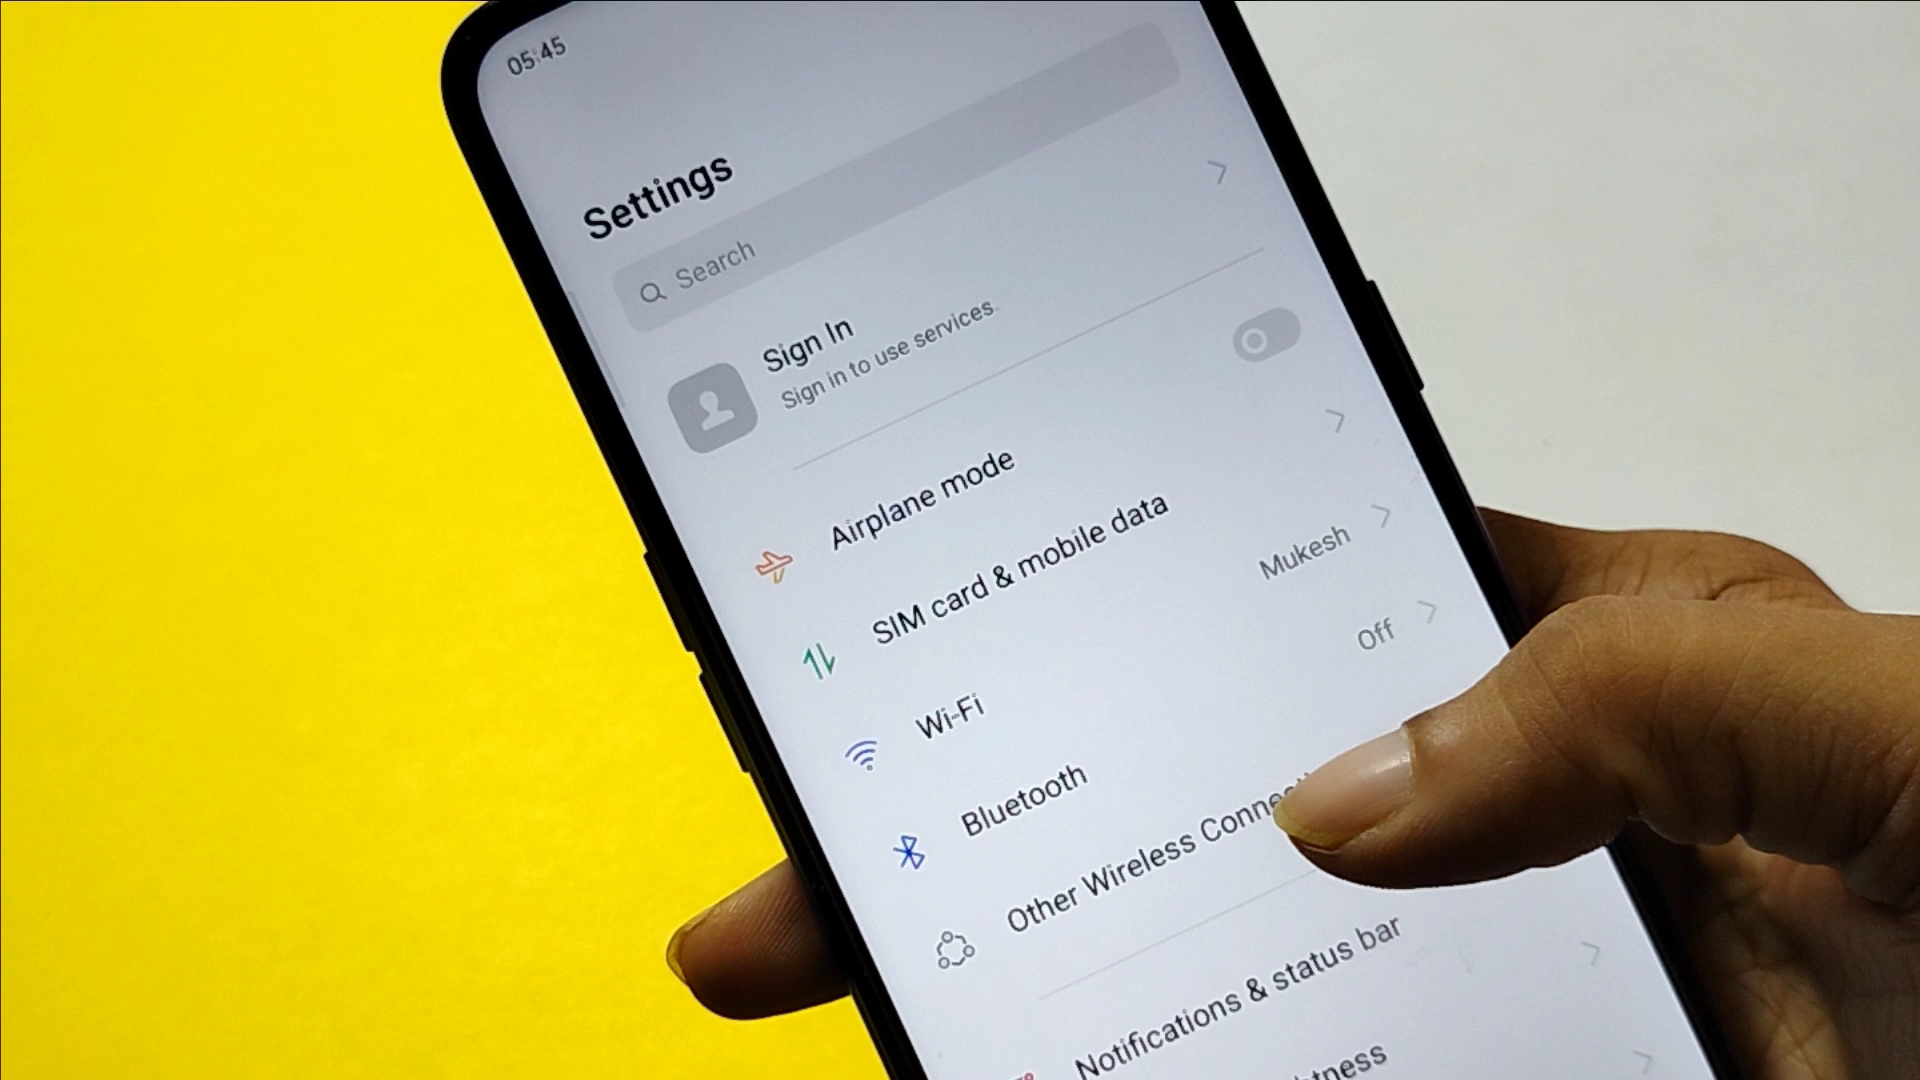 05:45
Settings
Search
Sign In
Sign in to use services.
Airplane mode
SIM card & mobile data
Wi-Fi
Mukesh
Bluetooth
Off
Other Wireless
Notifications & status bar